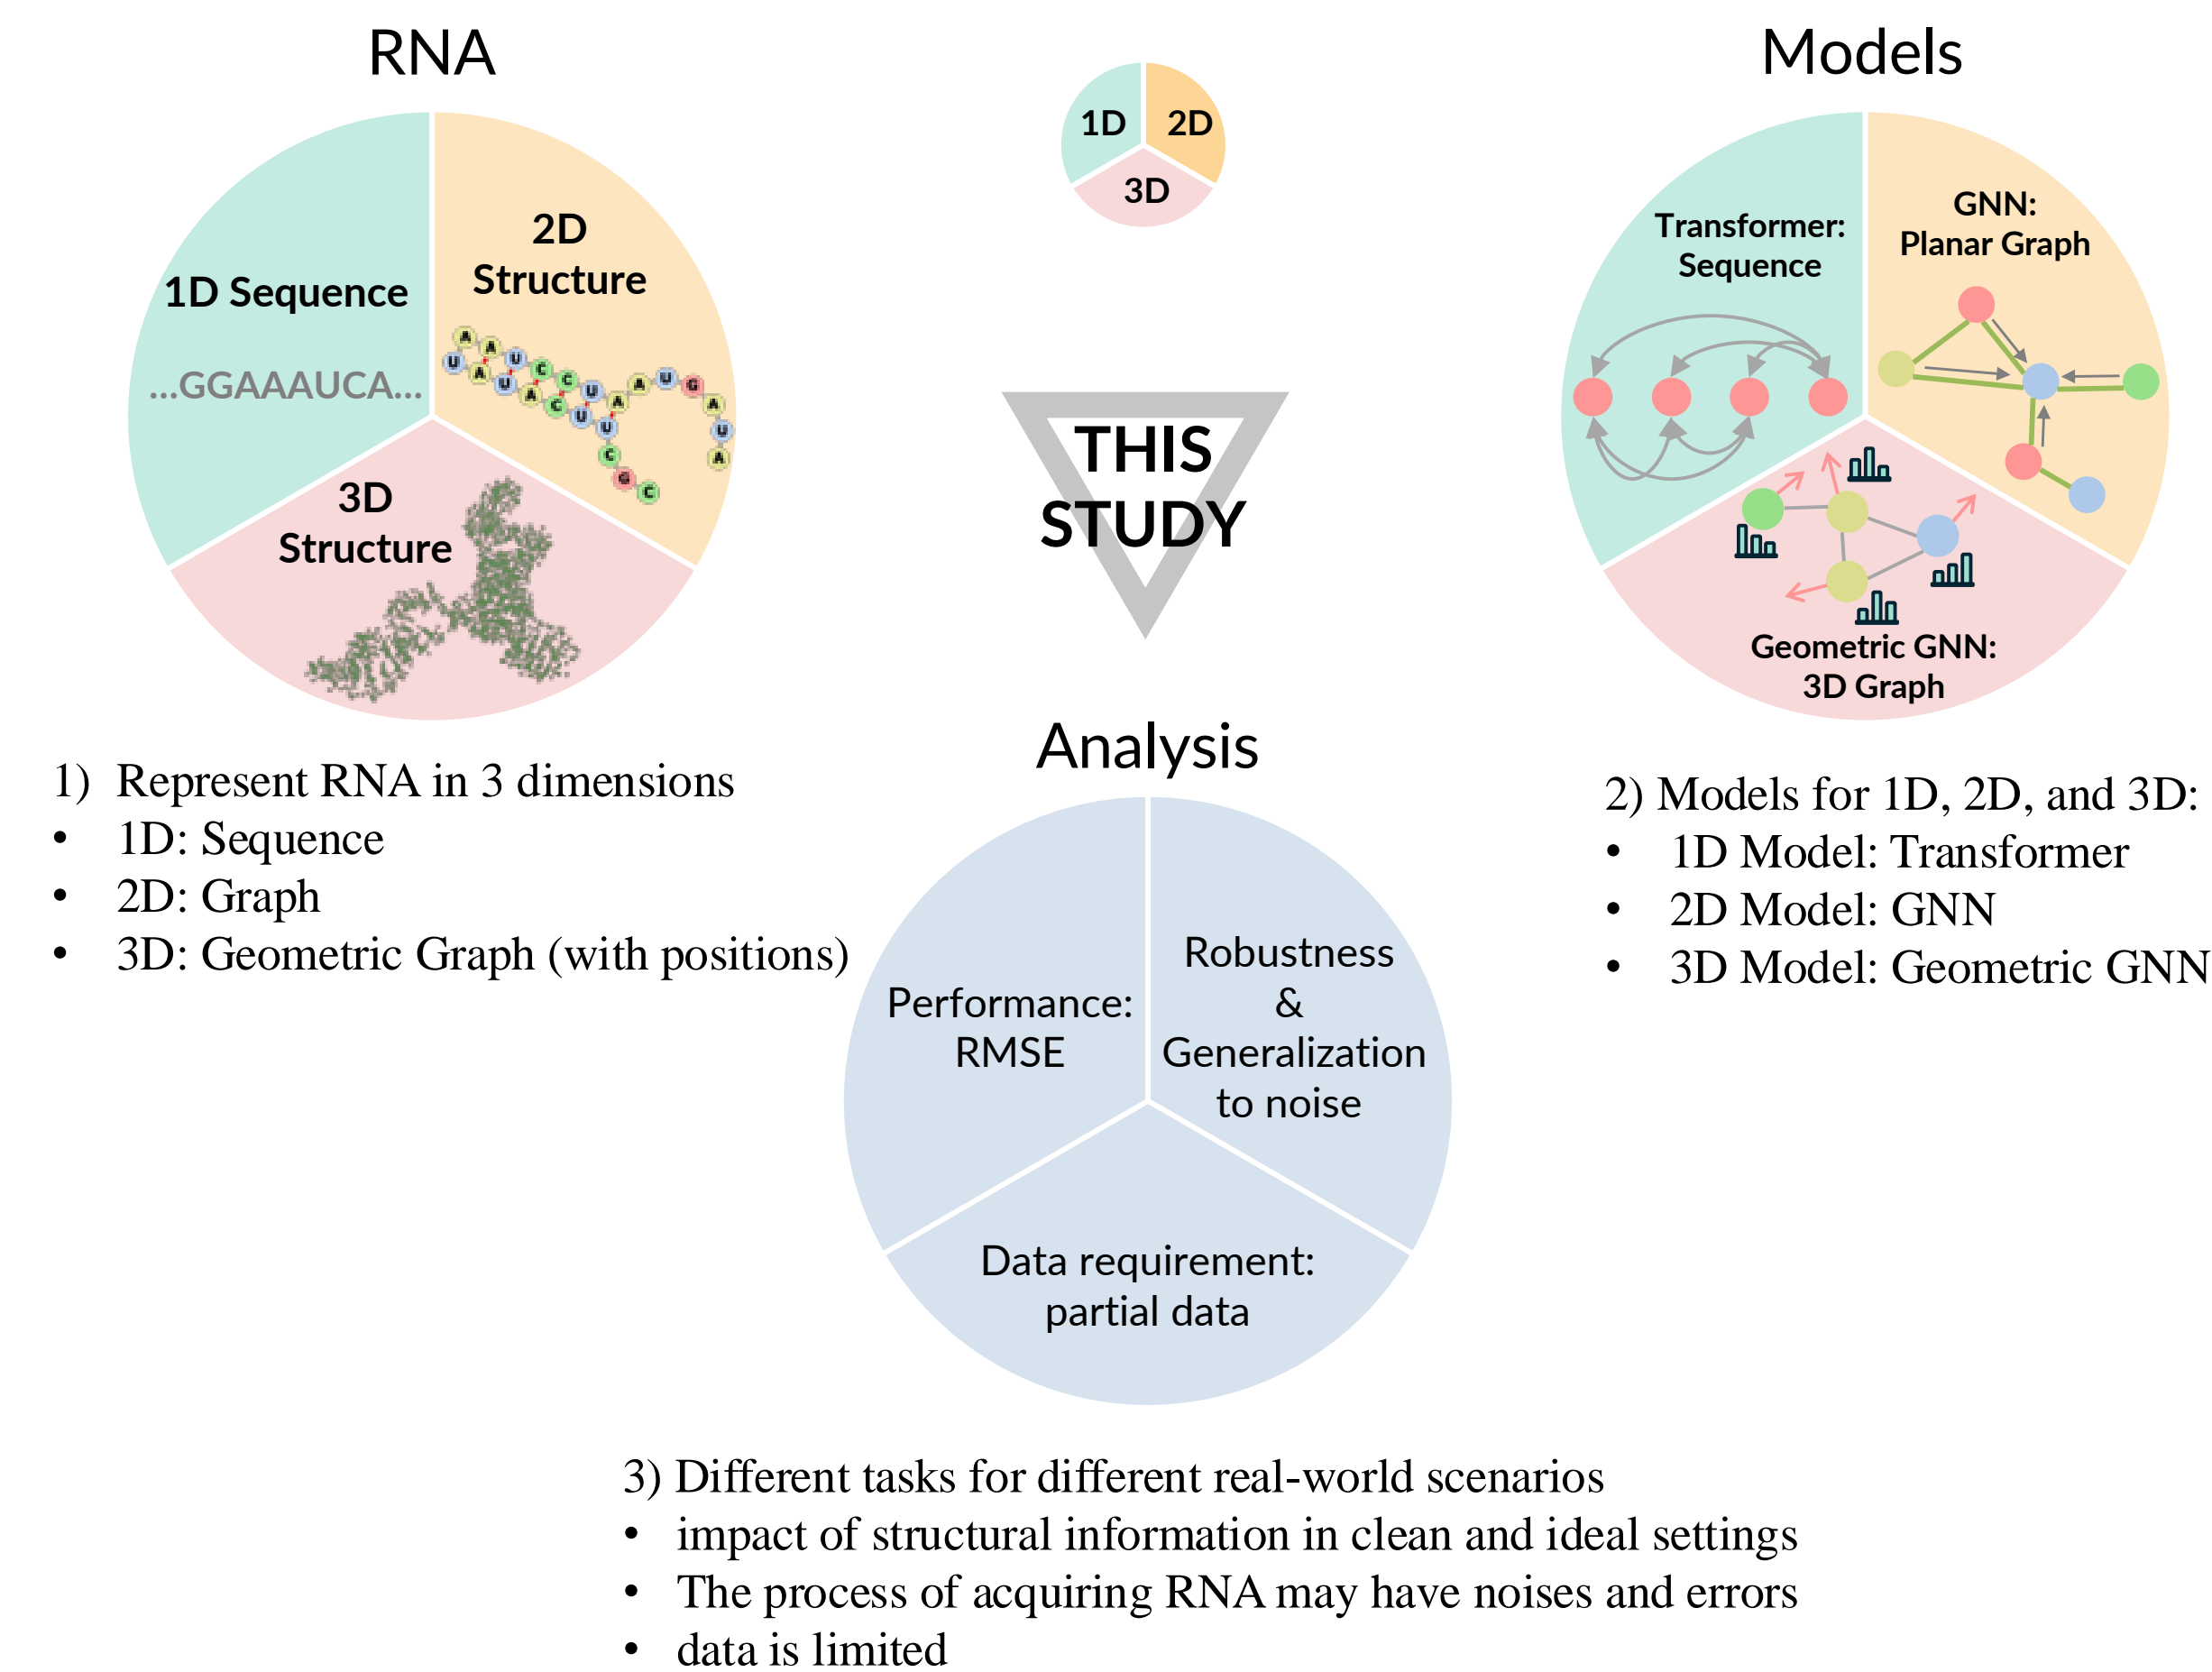 RNA
1D Sequence
...GGAAAUCA...
2D
Structure
A
A
U
U
A
U
C
C
U
A
A
U
G
A
U
A
A
C
U
U
C
G
C
3D
Structure
1) Represent RNA in 3 dimensions
• 1D: Sequence
• 2D: Graph
• 3D: Geometric Graph (with positions)
1D
2D
3D
THIS
STUDY
Models
Transformer:
Sequence
GNN:
Planar Graph
Geometric GNN:
3D Graph
2) Models for 1D, 2D, and 3D:
• 1D Model: Transformer
• 2D Model: GNN
• 3D Model: Geometric GNN
Analysis
Performance:
RMSE
Robustness
&
Generalization
to noise
Data requirement:
partial data
3) Different tasks for different real-world scenarios
• impact of structural information in clean and ideal settings
• The process of acquiring RNA may have noises and errors
• data is limited